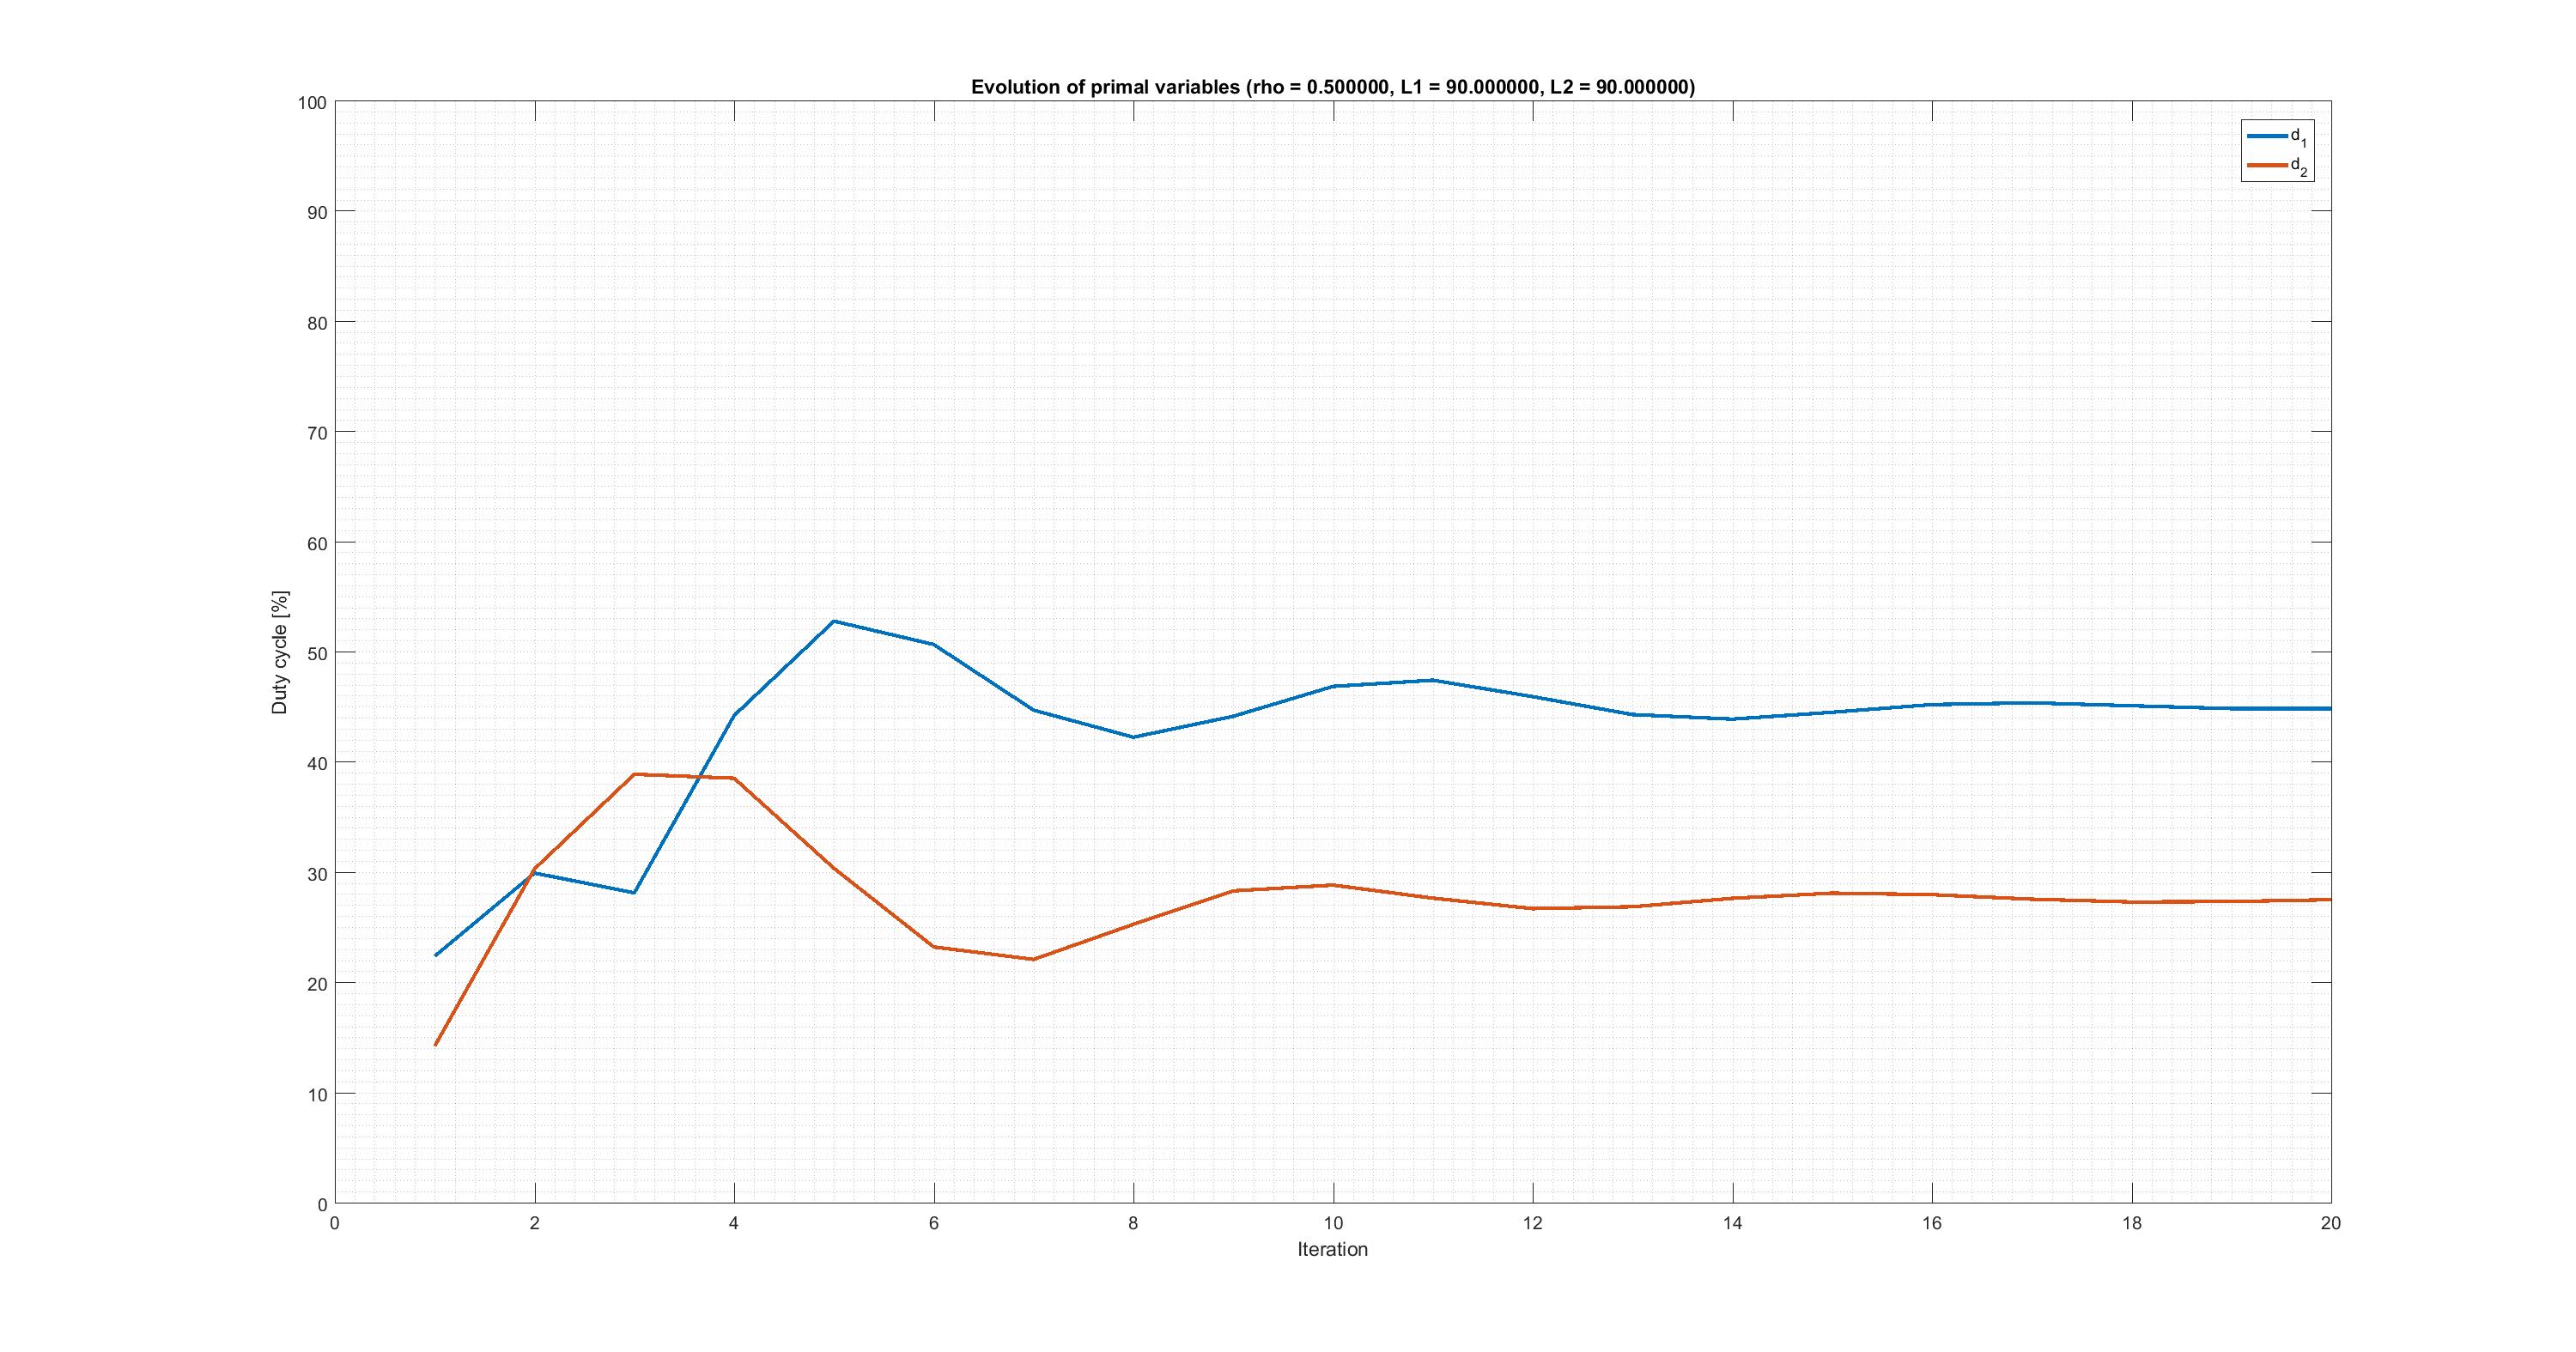 Evolution of primal variables (rho = 0.500000, L1 = 90.000000, L2 = 90.000000)
d1
d2
100
90
80
70
60
50
40
30
20
10
0
Duty cycle [%]
0 2 4 6 8 10 12 14 16 18 20
Iteration